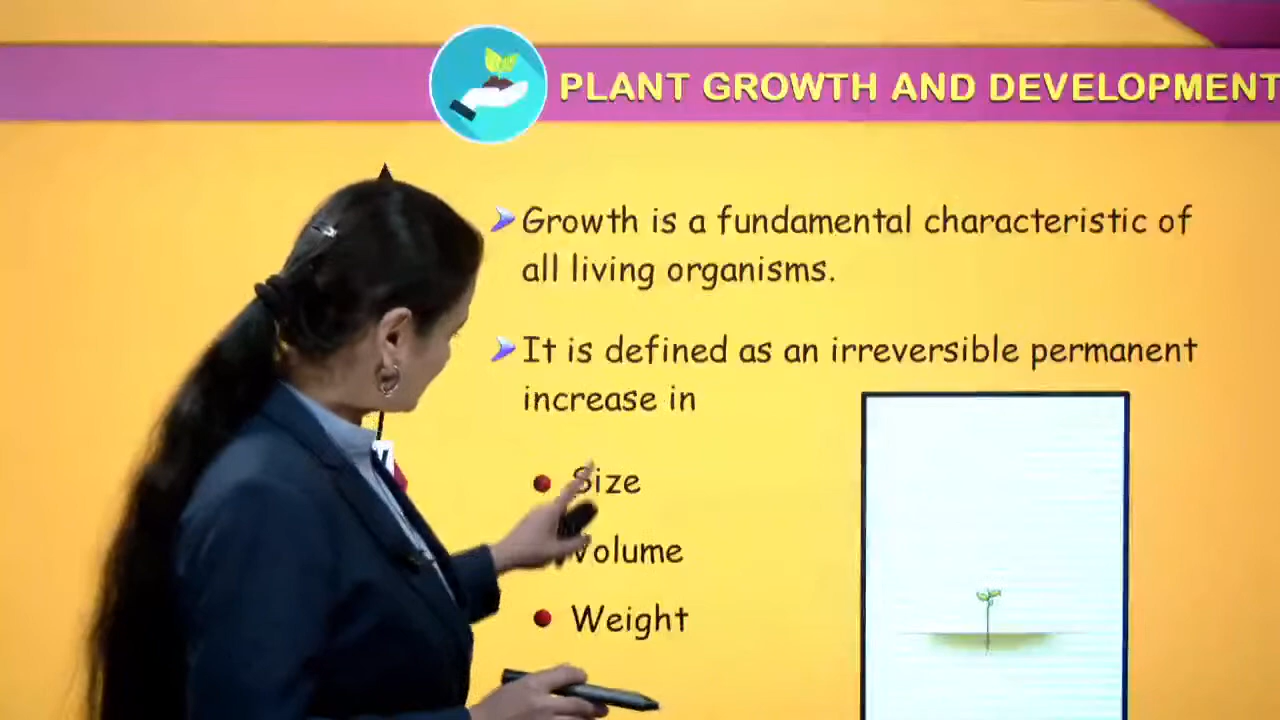 PLANT GROWTH AND DEVELOPMENT
Growth is a fundamental characteristic of
all living organisms.
It is defined as an irreversible permanent
increase in
Size
Volume
Weight